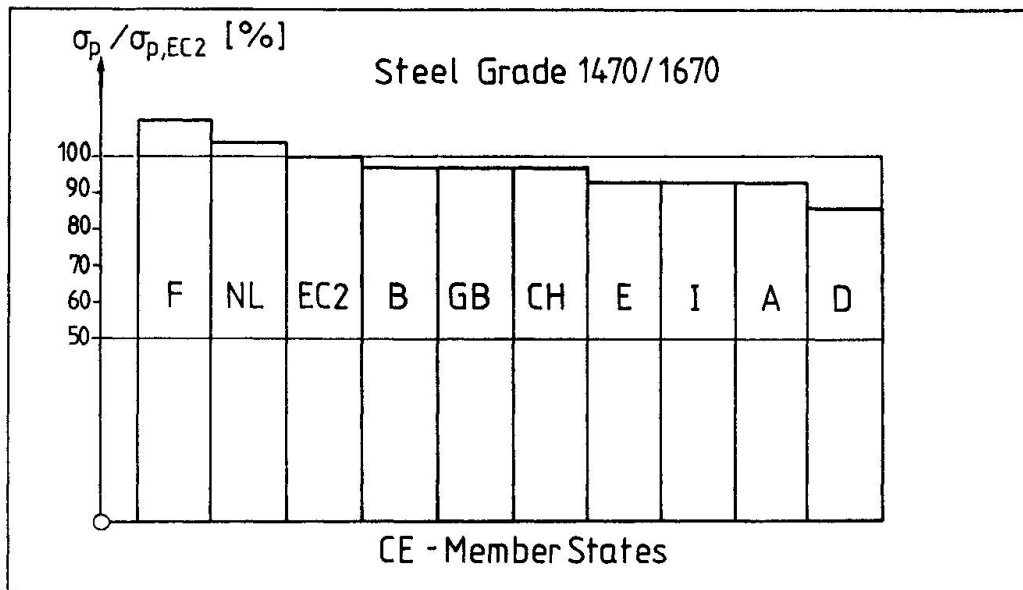 σp/σp,EC2 [%]
Steel Grade 1470/1670
100
90
80
70
60
50
F NL EC2 B GB CH E I A D
CE - Member States